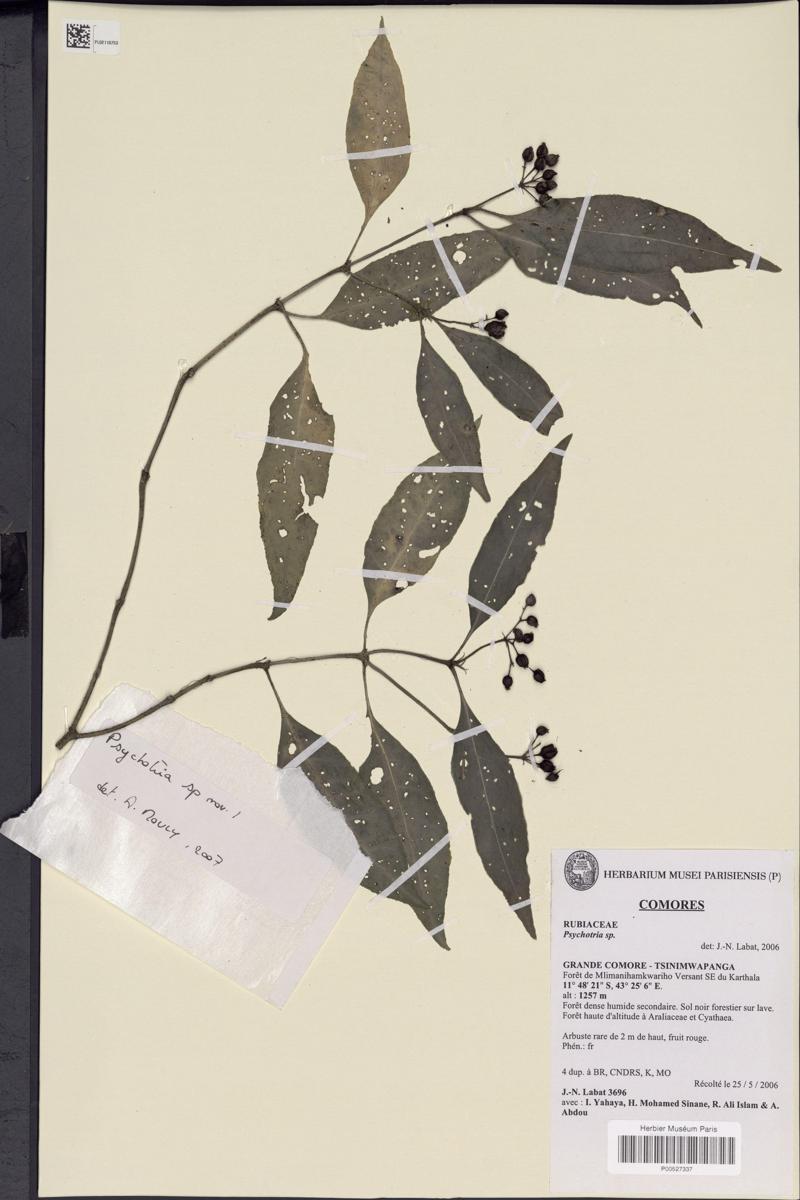 Psychotria sp nov. 1
det. A. Mouly, 2007
HERBARIUM MUSEI PARISIENSIS (P)
COMORES
RUBIACEAE
Psychotria sp.
det: J.-N. Labat, 2006
GRANDE COMORE - TSINIMWAPANGA
Forêt de Mlimanihamkwariho Versant SE du Karthala
11° 48' 21" S, 43° 25' 6" E.
alt : 1257 m
Forêt dense humide secondaire. Sol noir forestier sur lave.
Forêt haute d'altitude à Araliaceae et Cyathaea.
Arbuste rare de 2 m de haut, fruit rouge.
Phén.: fr
4 dup. à BR, CNDRS, K, MO
Récolté le 25 / 5 / 2006
J.-N. Labat 3696
avec : I. Yahaya, H. Mohamed Sinane, R. Ali Islam & A.
Abdou
Herbier Muséum Paris
P00527337